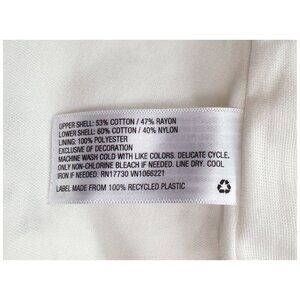 UPPER SHELL: 53% COTTON / 47% RAYON
LOWER SHELL: 60% COTTON / 40% NYLON
LINING: 100% POLYESTER
EXCLUSIVE OF DECORATION
MACHINE WASH COLD WITH LIKE COLORS. DELICATE CYCLE.
ONLY NON-CHLORINE BLEACH IF NEEDED. LINE DRY. COOL
IRON IF NEEDED. RN17730 VN1066221
LABEL MADE FROM 100% RECYCLED PLASTIC